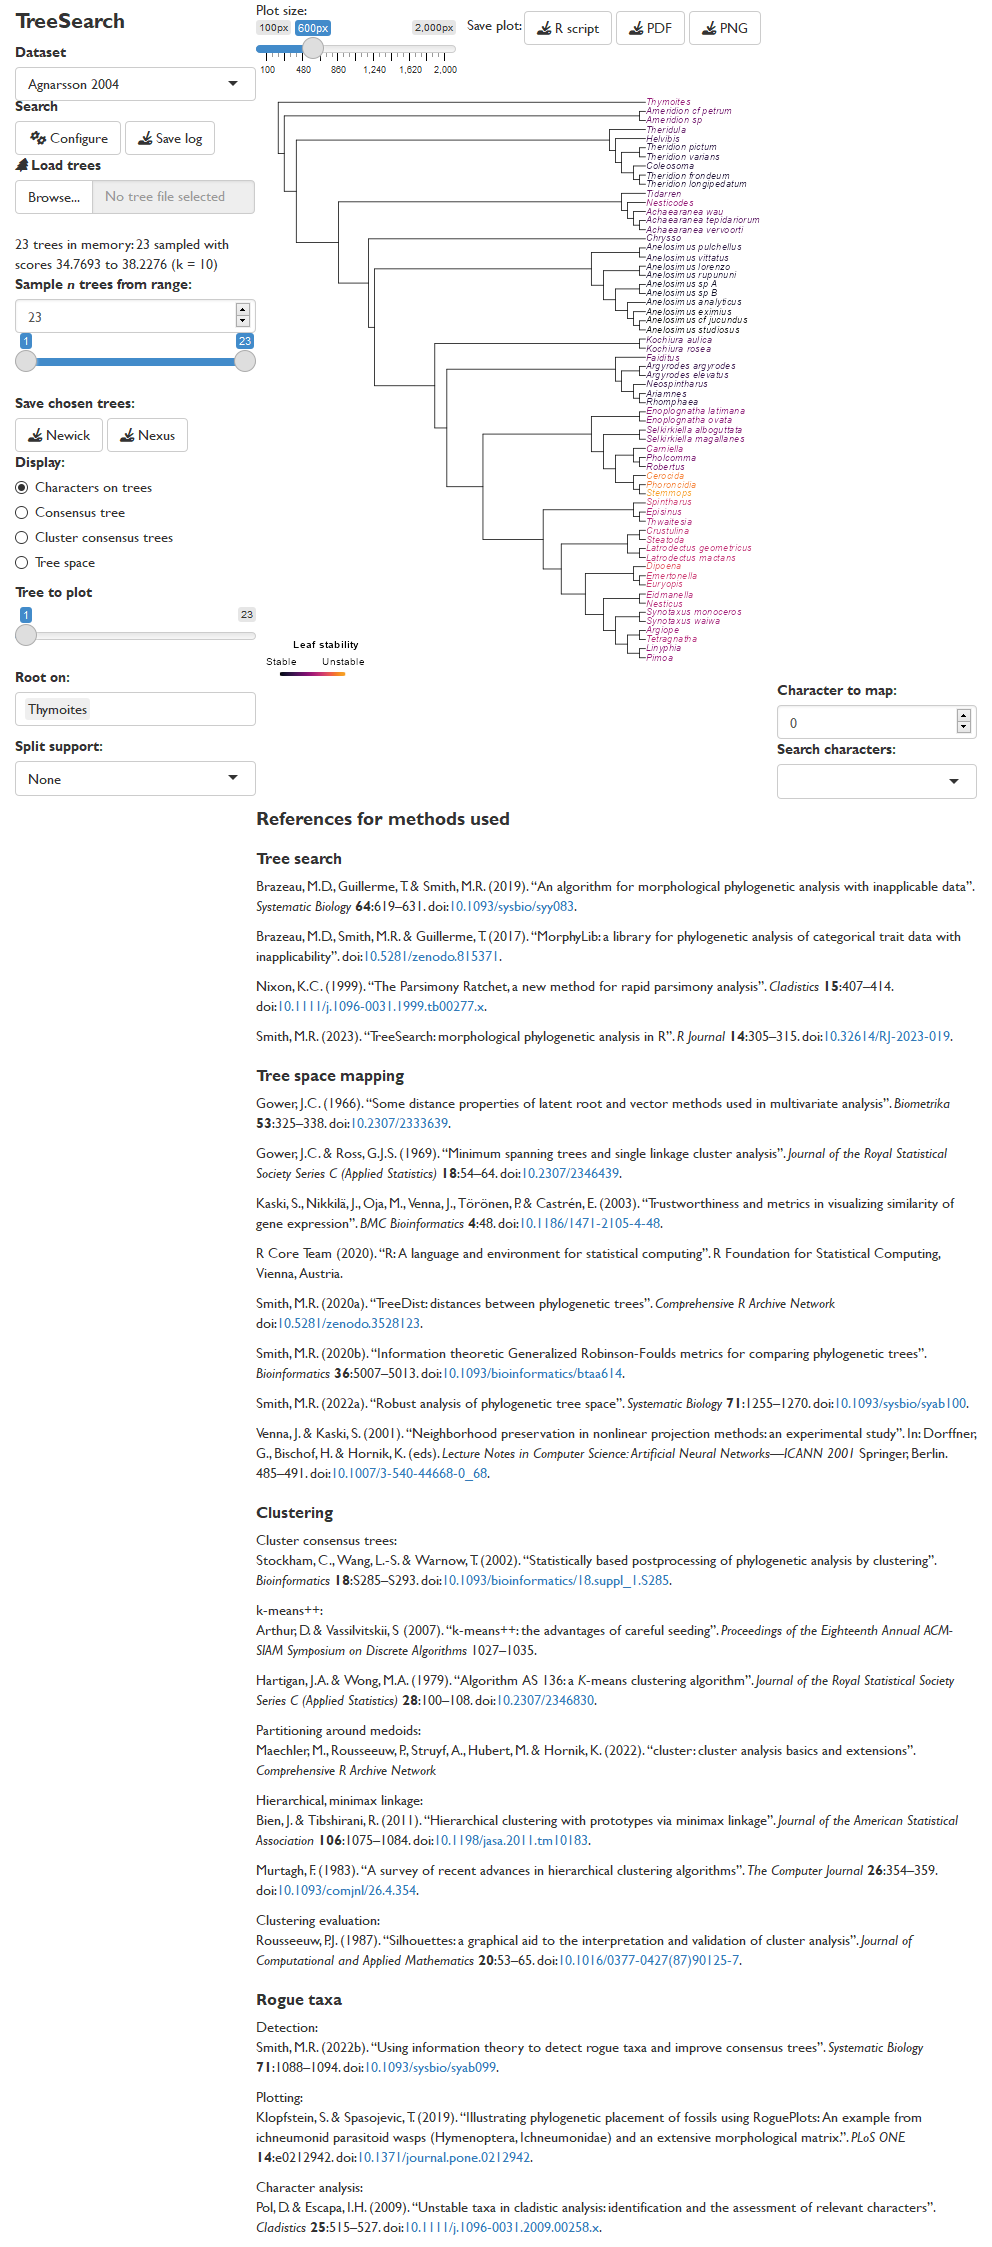 TreeSearch
Dataset
Agnarsson 2004
Search
Configure
Save log
Load trees
Browse...
No tree file selected
23 trees in memory: 23 sampled with
scores 34.7693 to 38.2276 (k = 10)
Sample n trees from range:
23
1
23
Save chosen trees:
Newick
Nexus
Display:
Characters on trees
Consensus tree
Cluster consensus trees
Tree space
Tree to plot
1
23
Root on:
Thymoites
Split support:
None
Plot size:
100px
600px
2,000px
100
480
860
1,240
1,620
2,000
Save plot:
R script
PDF
PNG
Thymoites
Ameridion cf petrum
Ameridion sp
Theridula
Helvibis
Theridion pictum
Theridion varians
Coleosoma
Theridion frondeum
Theridion longipedatum
Tidarren
Nesticodes
Achaearanea wau
Achaearanea tepidariorum
Achaearanea vervoorti
Chrysso
Anelosimus pulchellus
Anelosimus vittatus
Anelosimus lorenzo
Anelosimus rupununi
Anelosimus sp A
Anelosimus sp B
Anelosimus analyticus
Anelosimus eximius
Anelosimus cf jucundus
Anelosimus studiosus
Kochiura aulica
Kochiura rosea
Faiditus
Argyrodes argyrodes
Argyrodes elevatus
Neospintharus
Ariamnes
Rhomphaea
Enoplognatha latimana
Enoplognatha ovata
Selkirkiella alboguttata
Selkirkiella magallanes
Carniella
Pholcomma
Robertus
Cerocida
Phoroncidia
Stemmops
Spintharus
Episinus
Thwaitesia
Crustulina
Steatoda
Latrodectus geometricus
Latrodectus mactans
Dipoena
Emertonella
Euryopis
Eidmanella
Nesticus
Synotaxus monoceros
Synotaxus waiwa
Argiope
Tetragnatha
Linyphia
Pimoa
Leaf stability
Stable
Unstable
Character to map:
0
Search characters:
References for methods used
Tree search
Brazeau, M.D., Guillerme, T. & Smith, M.R. (2019). “An algorithm for morphological phylogenetic analysis with inapplicable data”.
Systematic Biology 64:619–631. doi:10.1093/sysbio/syy083.
Brazeau, M.D., Smith, M.R. & Guillerme, T. (2017). “MorphyLib: a library for phylogenetic analysis of categorical trait data with
inapplicability”. doi:10.5281/zenodo.815371.
Nixon, K.C. (1999). “The Parsimony Ratchet, a new method for rapid parsimony analysis”. Cladistics 15:407–414.
doi:10.1111/j.1096-0031.1999.tb00277.x.
Smith, M.R. (2023). “TreeSearch: morphological phylogenetic analysis in R”. R Journal 14:305–315. doi:10.32614/RJ-2023-019.
Tree space mapping
Gower, J.C. (1966). “Some distance properties of latent root and vector methods used in multivariate analysis”. Biometrika
53:325–338. doi:10.2307/2333639.
Gower, J.C. & Ross, G.J.S. (1969). “Minimum spanning trees and single linkage cluster analysis”. Journal of the Royal Statistical
Society Series C (Applied Statistics) 18:54–64. doi:10.2307/2346439.
Kaski, S., Nikkilä, J., Oja, M., Venna, J., Törönen, P. & Castrén, E. (2003). “Trustworthiness and metrics in visualizing similarity of
gene expression”. BMC Bioinformatics 4:48. doi:10.1186/1471-2105-4-48.
R Core Team (2020). “R: A language and environment for statistical computing”. R Foundation for Statistical Computing,
Vienna, Austria.
Smith, M.R. (2020a). “TreeDist: distances between phylogenetic trees”. Comprehensive R Archive Network
doi:10.5281/zenodo.3528123.
Smith, M.R. (2020b). “Information theoretic Generalized Robinson-Foulds metrics for comparing phylogenetic trees”.
Bioinformatics 36:5007–5013. doi:10.1093/bioinformatics/btaa614.
Smith, M.R. (2022a). “Robust analysis of phylogenetic tree space”. Systematic Biology 71:1255–1270. doi:10.1093/sysbio/syab100.
Venna, J. & Kaski, S. (2001). “Neighborhood preservation in nonlinear projection methods: an experimental study”. In: Dorffner,
G., Bischof, H. & Hornik, K. (eds). Lecture Notes in Computer Science: Artificial Neural Networks—ICANN 2001 Springer, Berlin.
485–491. doi:10.1007/3-540-44668-0_68.
Clustering
Cluster consensus trees:
Stockham, C., Wang, L.-S. & Warnow, T. (2002). “Statistically based postprocessing of phylogenetic analysis by clustering”.
Bioinformatics 18:S285–S293. doi:10.1093/bioinformatics/18.suppl_1.S285.
k-means++:
Arthur, D. & Vassilvitskii, S (2007). “k-means++: the advantages of careful seeding”. Proceedings of the Eighteenth Annual ACM-
SIAM Symposium on Discrete Algorithms 1027–1035.
Hartigan, J.A. & Wong, M.A. (1979). “Algorithm AS 136: a K-means clustering algorithm”. Journal of the Royal Statistical Society
Series C (Applied Statistics) 28:100–108. doi:10.2307/2346830.
Partitioning around medoids:
Maechler, M., Rousseeuw, P., Struyf, A., Hubert, M. & Hornik, K. (2022). “cluster: cluster analysis basics and extensions”.
Comprehensive R Archive Network
Hierarchical, minimax linkage:
Bien, J. & Tibshirani, R. (2011). “Hierarchical clustering with prototypes via minimax linkage”. Journal of the American Statistical
Association 106:1075–1084. doi:10.1198/jasa.2011.tm10183.
Murtagh, F. (1983). “A survey of recent advances in hierarchical clustering algorithms”. The Computer Journal 26:354–359.
doi:10.1093/comjnl/26.4.354.
Clustering evaluation:
Rousseeuw, P.J. (1987). “Silhouettes: a graphical aid to the interpretation and validation of cluster analysis”. Journal of
Computational and Applied Mathematics 20:53–65. doi:10.1016/0377-0427(87)90125-7.
Rogue taxa
Detection:
Smith, M.R. (2022b). “Using information theory to detect rogue taxa and improve consensus trees”. Systematic Biology
71:1088–1094. doi:10.1093/sysbio/syab099.
Plotting:
Klopfstein, S. & Spasojevic, T. (2019). “Illustrating phylogenetic placement of fossils using RoguePlots: An example from
ichneumonid parasitoid wasps (Hymenoptera, Ichneumonidae) and an extensive morphological matrix.”. PLoS ONE
14:e0212942. doi:10.1371/journal.pone.0212942.
Character analysis:
Pol, D. & Escapa, I.H. (2009). “Unstable taxa in cladistic analysis: identification and the assessment of relevant characters”.
Cladistics 25:515–527. doi:10.1111/j.1096-0031.2009.00258.x.